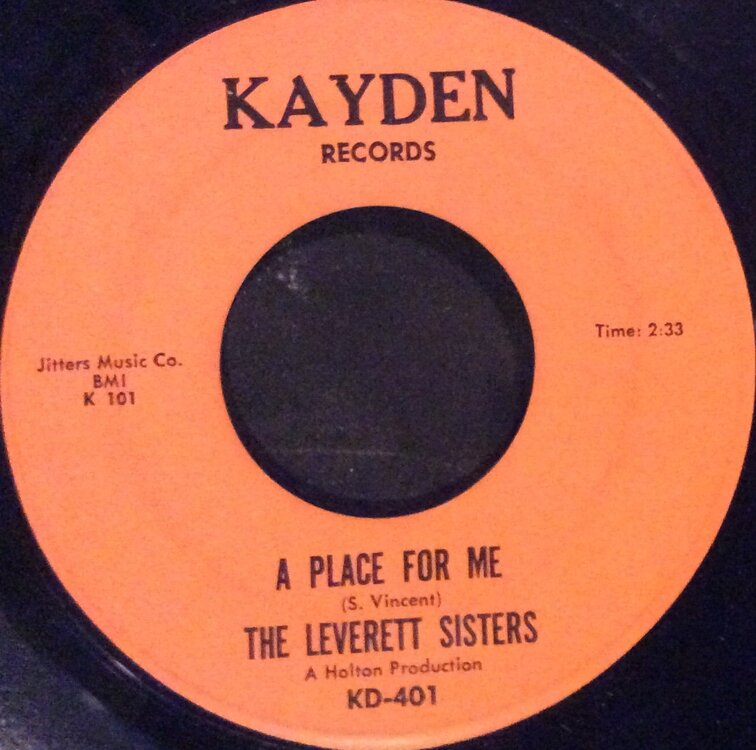 KAYDEN
RECORDS
Time: 2:33
Jitters Music Co.
BMI
K 101
A PLACE FOR ME
(S. Vincent)
THE LEVERETT SISTERS
A Holton Production
KD-401